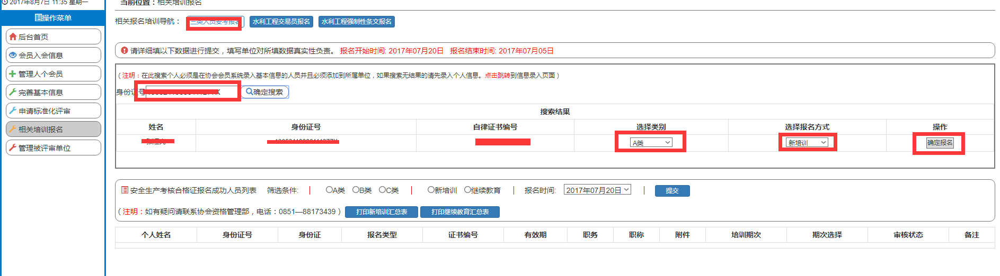 2017年8月7日 11:35 星期一
操作菜单
后台首页
会员入会信息
管理人个会员
完善基本信息
申请标准化评审
相关培训报名
管理被评审单位
当前位置：相关培训报名
相关报名培训导航： 三类人员安考报名 水利工程交易员报名 水利工程强制性条文报名
请详细填以下数据进行提交，填写单位对所填数据真实性负责。 报名开始时间: 2017年07月20日 报名结束时间: 2017年07月05日
（注明：在此搜索个人必须是在协会会员系统录入基本信息的人员并且必须添加到所属单位，如果搜索无结果的请先录入个人信息。点击跳转到信息录入页面）
身份证号 确定搜索
搜索结果
姓名 身份证号 自律证书编号 选择类别 选择报名方式 操作
A类 新培训 确定报名
安全生产考核合格证报名成功人员列表 筛选条件: | A类 B类 C类 | 新培训 继续教育 | 报名时间: 2017年07月20日 | 提交
（注明：如有疑问请联系协会资格管理部，电话：0851—88173439） 打印新培训汇总表 打印继续教育汇总表
个人姓名 身份证号 身份证 报名类型 证书编号 有效期 职务 职称 附件 培训期次 期次选择 审核状态 备注